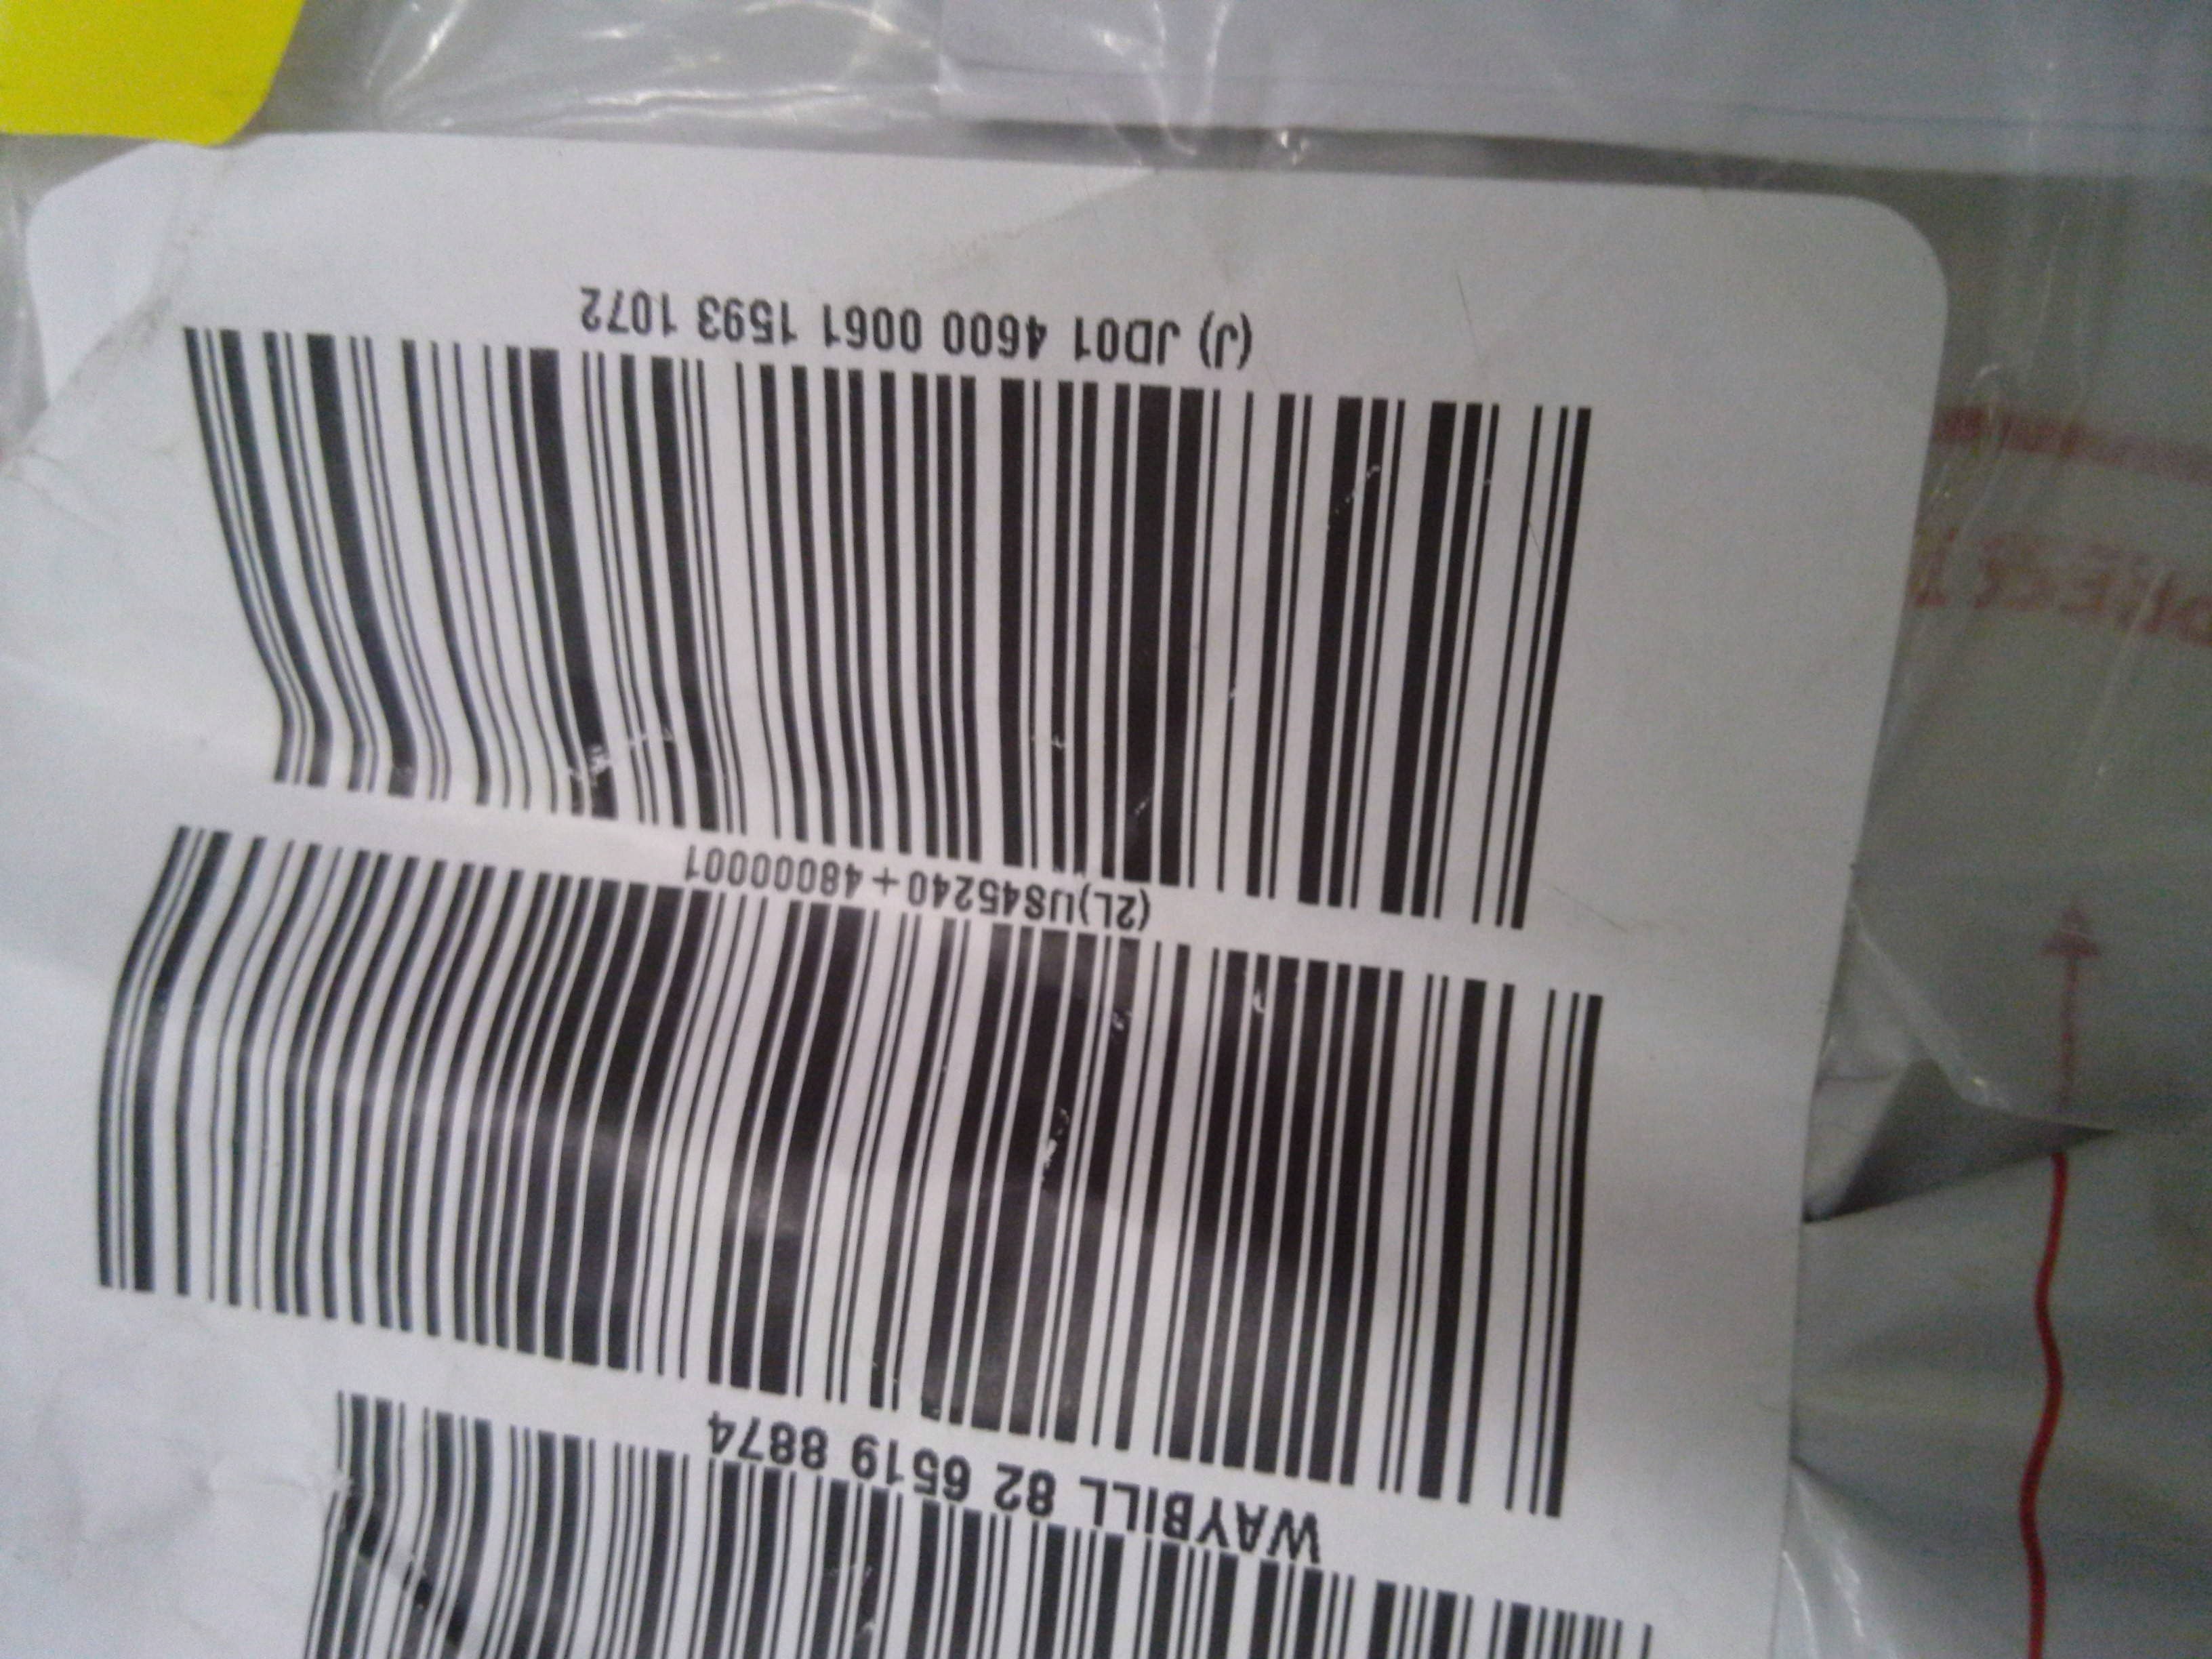 WAYBILL 82 6519 8874
(2L)US45240+48000001
(J) JD01 4600 0061 1593 1072